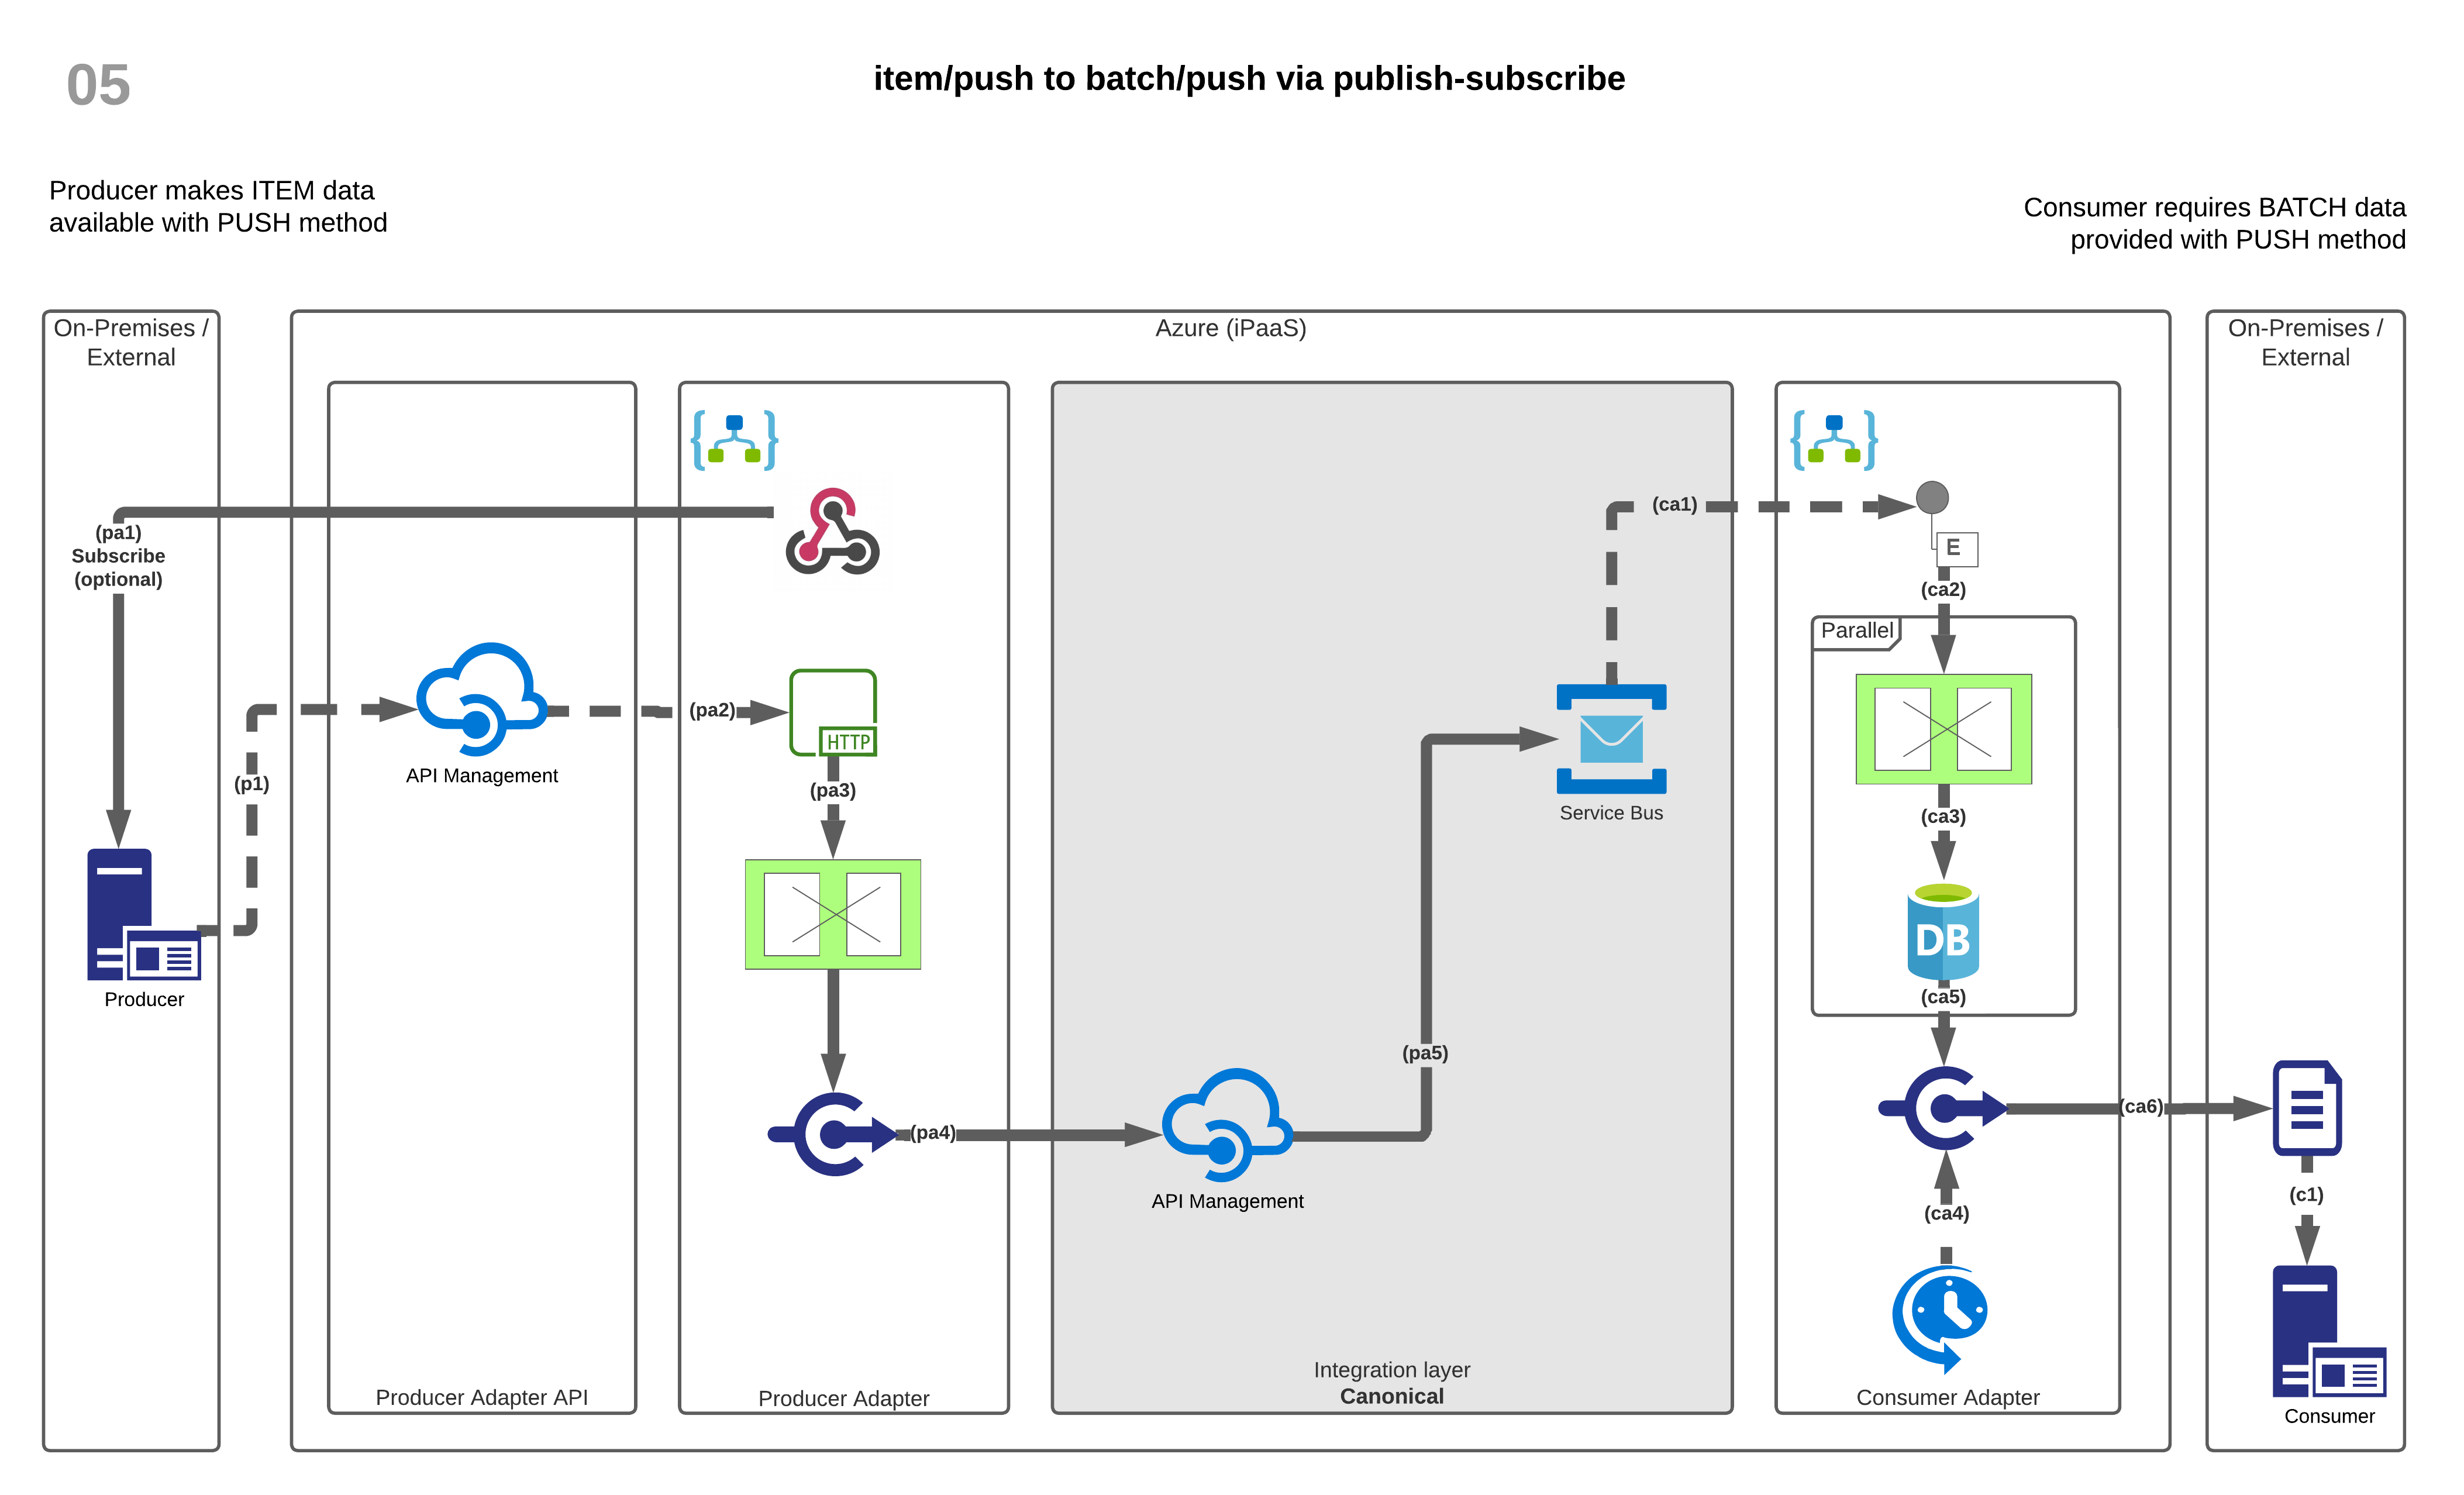 05
item/push to batch/push via publish-subscribe
Producer makes ITEM data
available with PUSH method
Consumer requires BATCH data
provided with PUSH method
On-Premises /
External
Azure (iPaaS)
On-Premises /
External
(pa1)
Subscribe
(optional)
(ca1)
E
(ca2)
Parallel
(pa2)
HTTP
API Management
(p1)
(pa3)
Service Bus
(ca3)
DB
Producer
(ca5)
(pa5)
(pa4)
(ca6)
API Management
(c1)
(ca4)
Producer Adapter API
Producer Adapter
Integration layer
Canonical
Consumer Adapter
Consumer